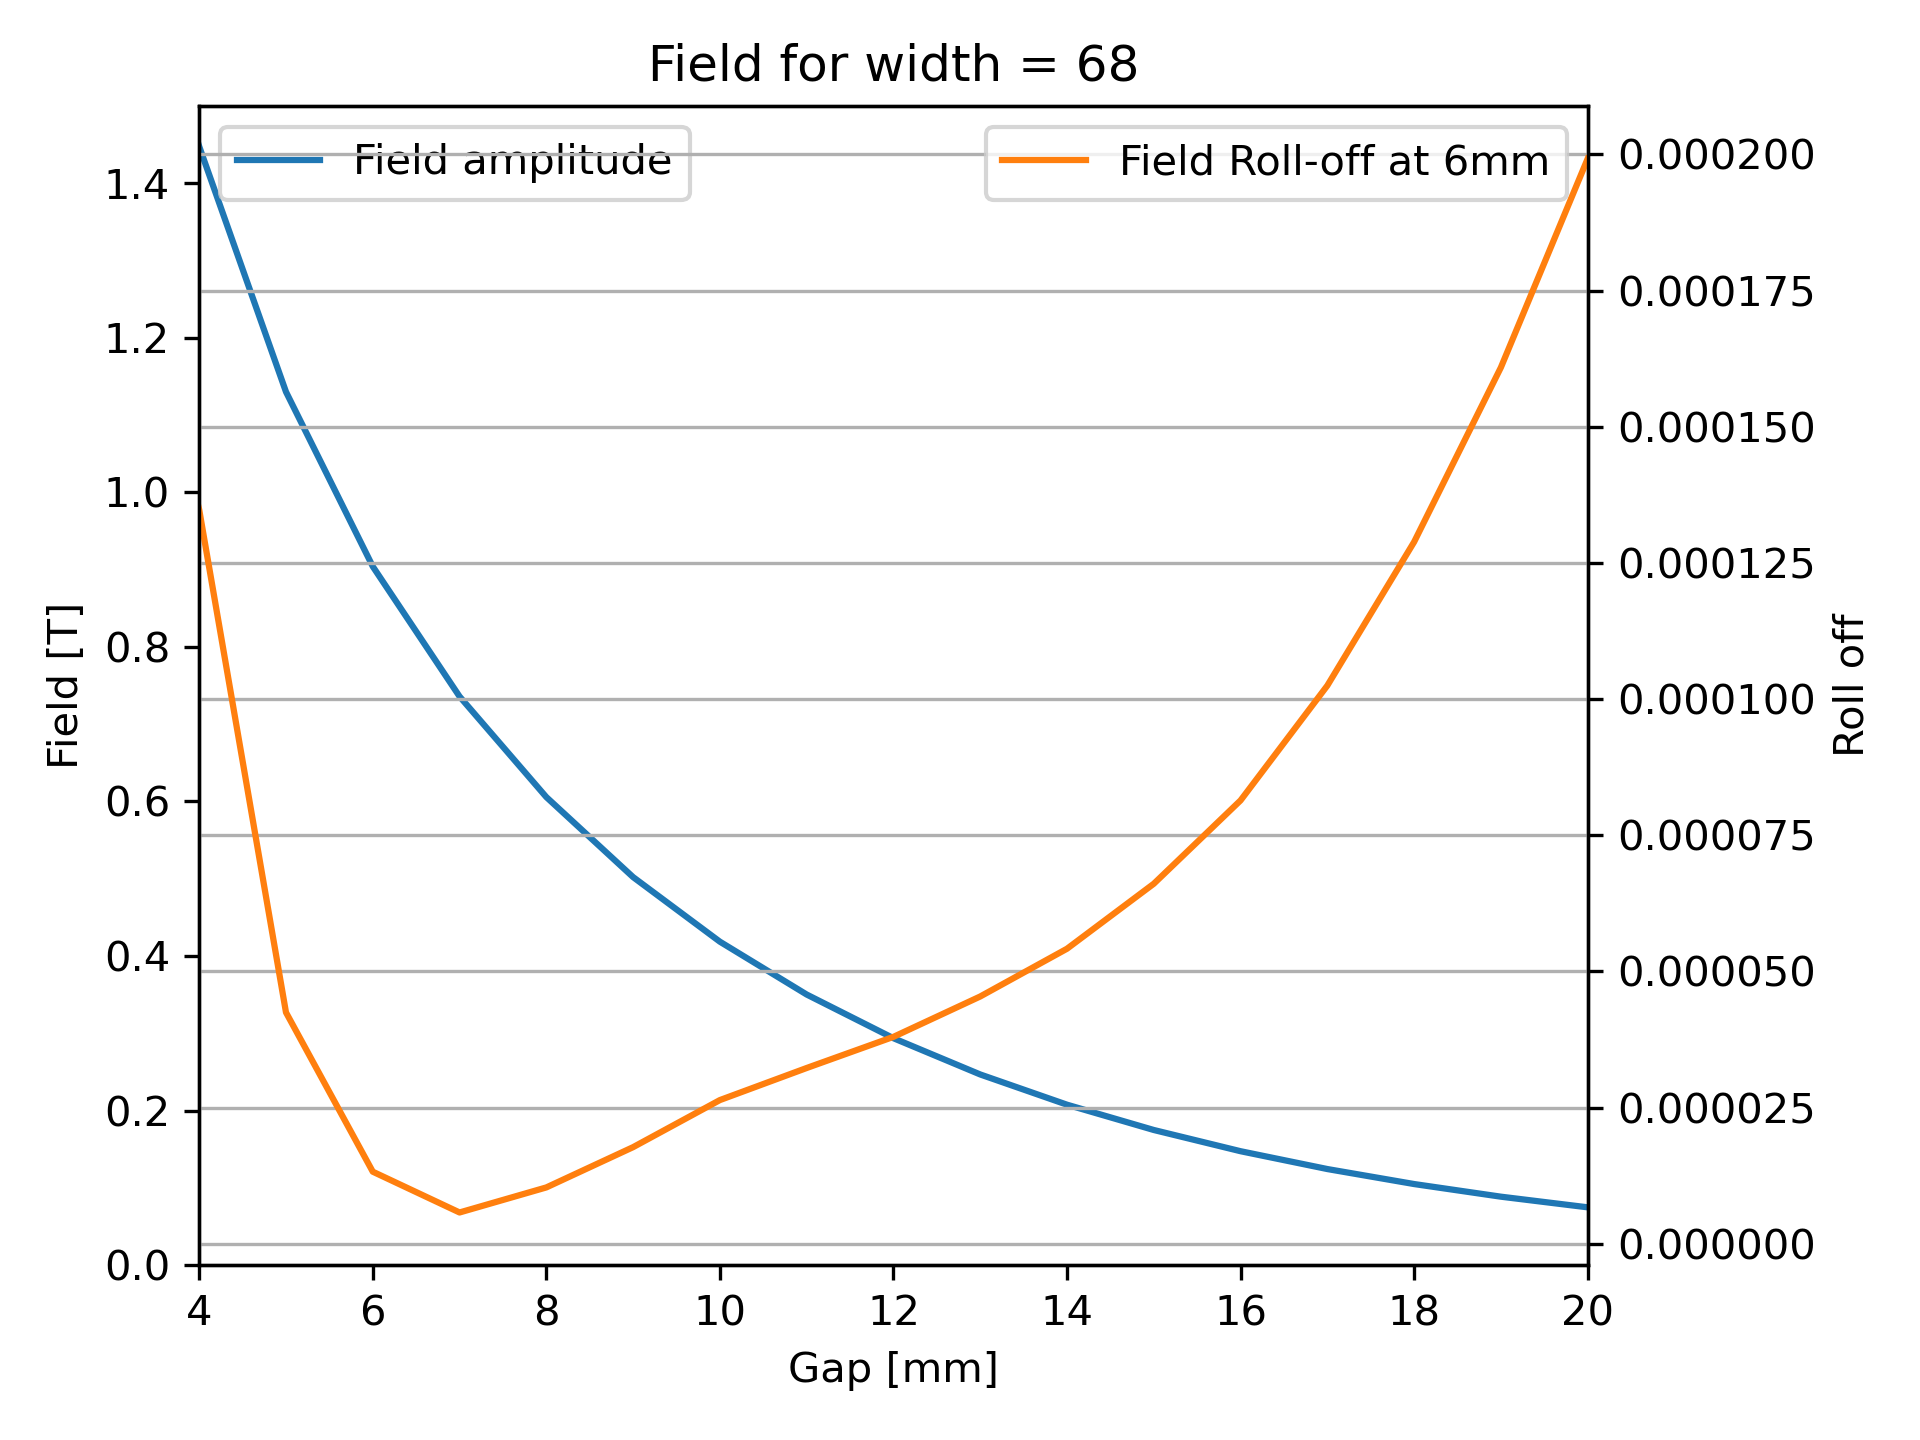 Field for width = 68
Field amplitude
Field Roll-off at 6mm
1.4
1.2
1.0
0.8
0.6
0.4
0.2
0.0
Field [T]
0.000200
0.000175
0.000150
0.000125
0.000100
0.000075
0.000050
0.000025
0.000000
Roll off
4 6 8 10 12 14 16 18 20
Gap [mm]